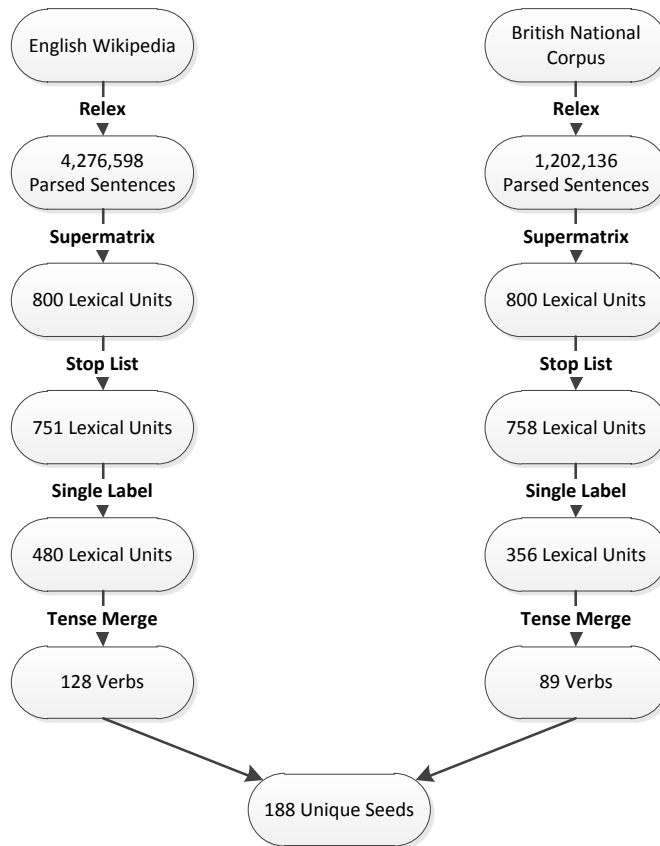 English Wikipedia
Relex
4,276,598
Parsed Sentences
Supermatrix
800 Lexical Units
Stop List
751 Lexical Units
Single Label
480 Lexical Units
Tense Merge
128 Verbs
British National
Corpus
Relex
1,202,136
Parsed Sentences
Supermatrix
800 Lexical Units
Stop List
758 Lexical Units
Single Label
356 Lexical Units
Tense Merge
89 Verbs
188 Unique Seeds